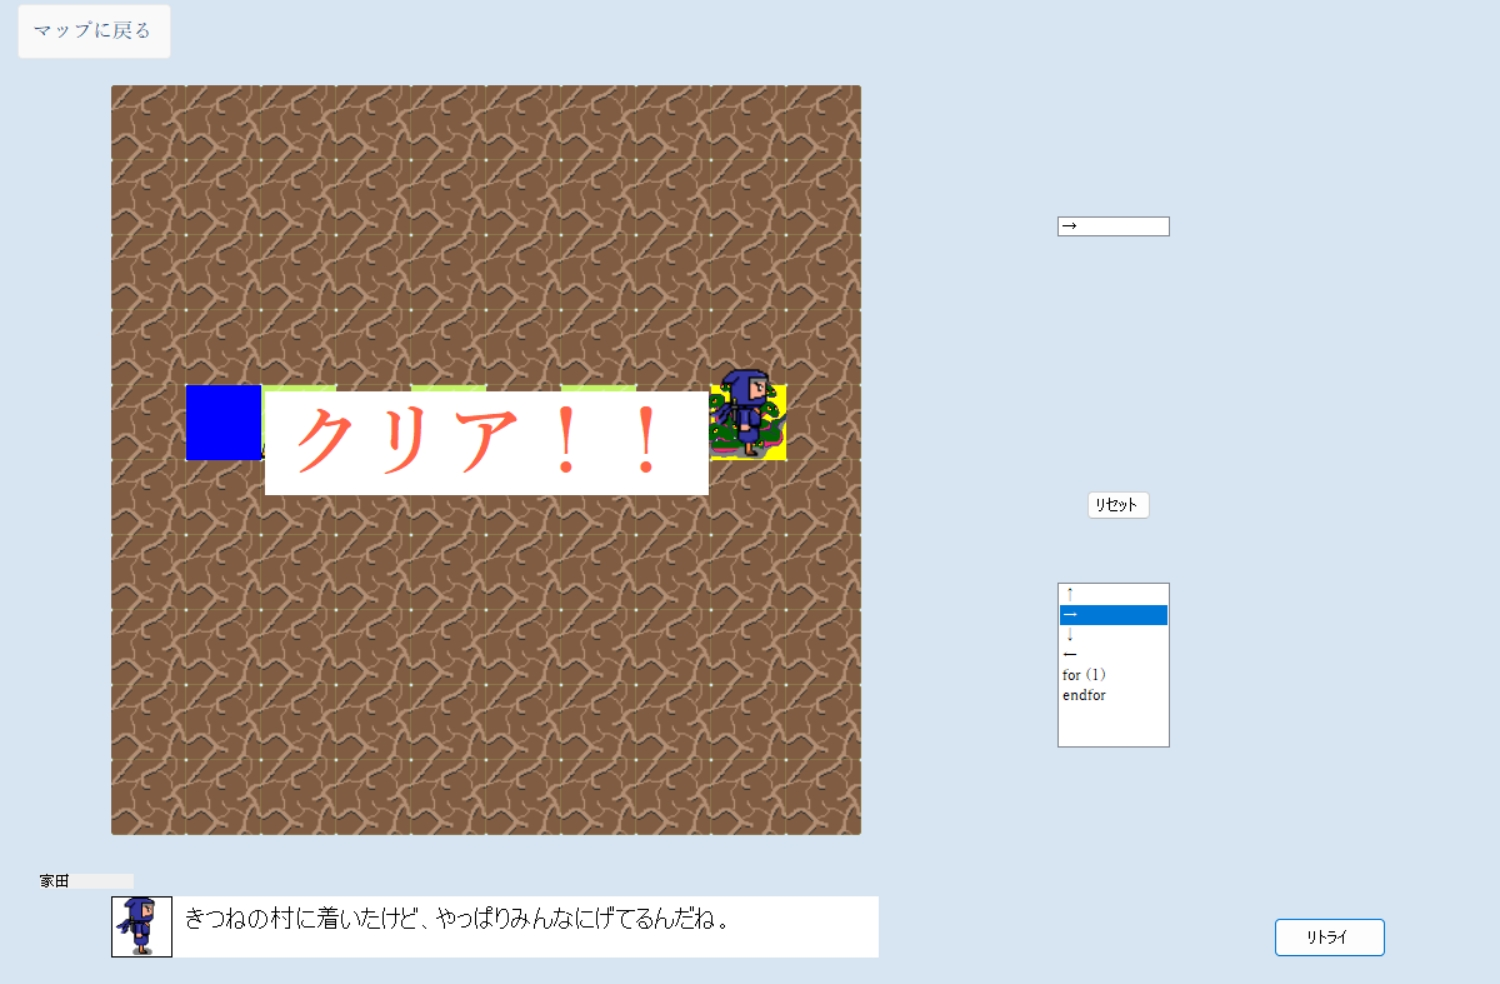 マップに戻る
→
クリア！！
リセット
↑
→
↓
←
for (1)
endfor
家田
きつねの村に着いたけど、やっぱりみんなにげてるんだね。
リトライ